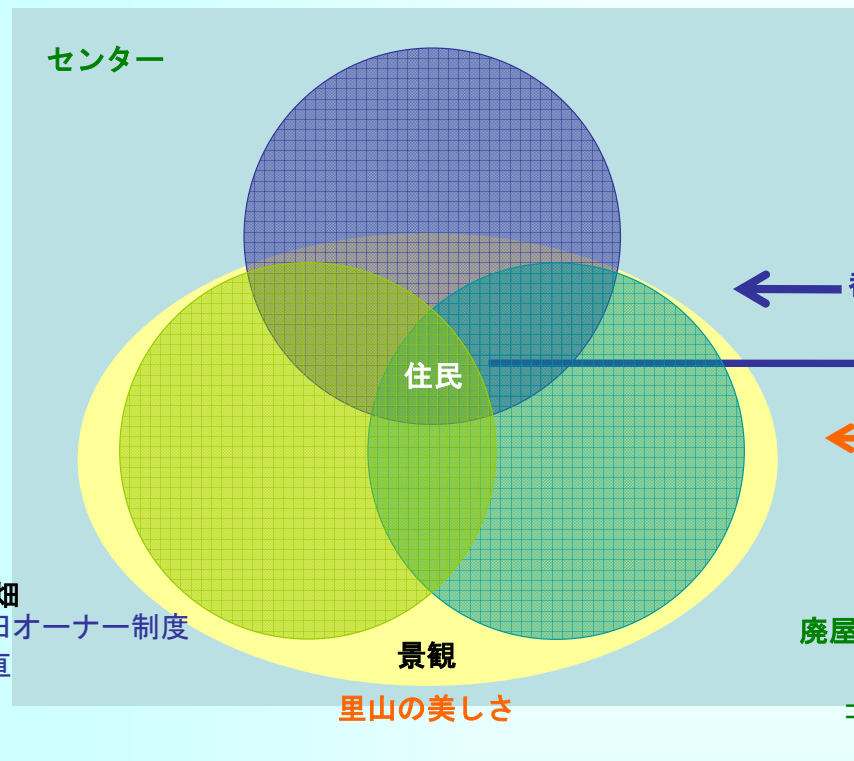 センター
住民
畑
田オーナー制度
直
景観
廃屋
里山の美しさ